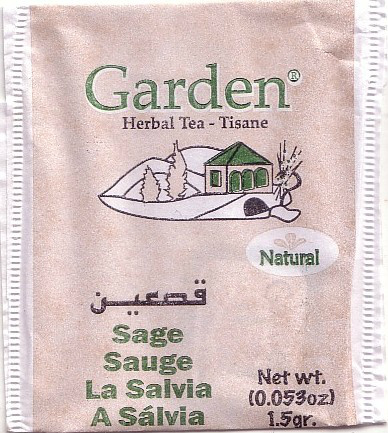 Garden®
Herbal Tea - Tisane
Natural
قصعين
Sage
Sauge
La Salvia
A Sálvia
Net wt.
(0.053oz)
1.5gr.